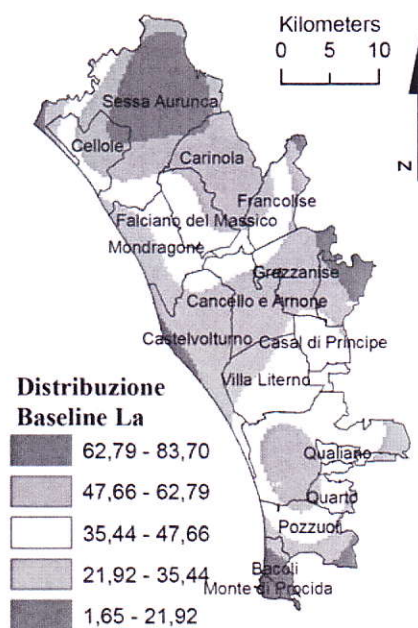 Kilometers
0 5 10
Sessa Aurunca
Cellole
Carinola
Francolise
Falciano del Massico
Mondragone
Grazzanise
Cancello e Arnone
Castelvolturno
Casal di Principe
Villa Literno
Qualiano
Quarto
Pozzuoli
Bacoli
Monte di Procida
N
Distribuzione
Baseline La
62,79 - 83,70
47,66 - 62,79
35,44 - 47,66
21,92 - 35,44
1,65 - 21,92